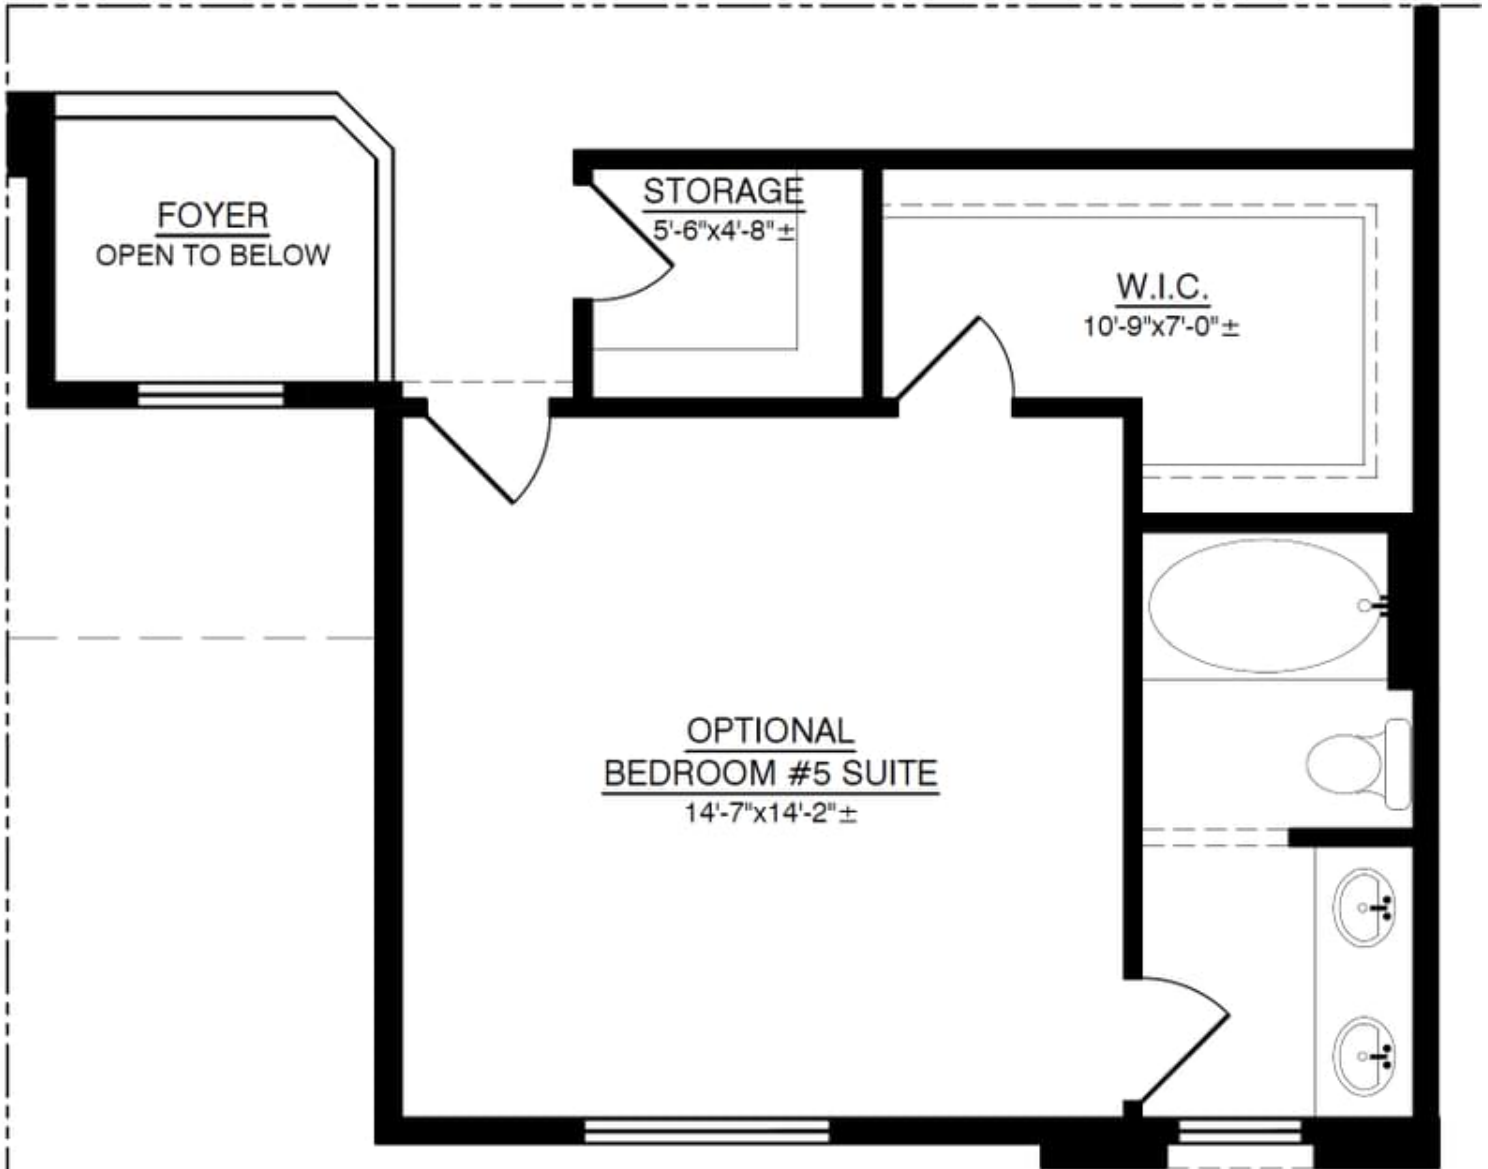 STORAGE
5'-6"x4'-8"±
FOYER
OPEN TO BELOW
W.I.C.
10'-9"x7'-0"±
OPTIONAL
BEDROOM #5 SUITE
14'-7"x14'-2"±